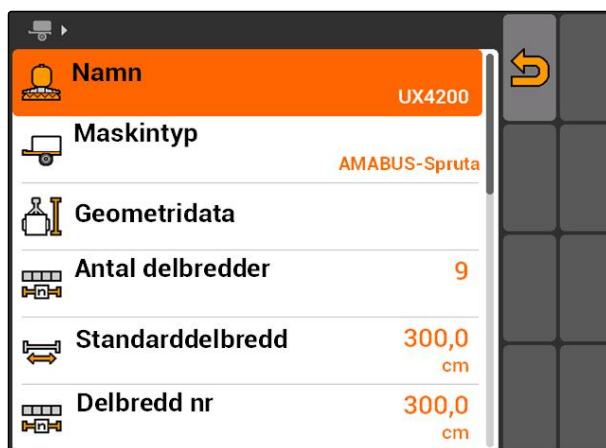 Namn
UX4200
Maskintyp
AMABUS-Spruta
Geometridata
Antal delbredder
9
Standarddelbredd
300,0
cm
Delbredd nr
300,0
cm